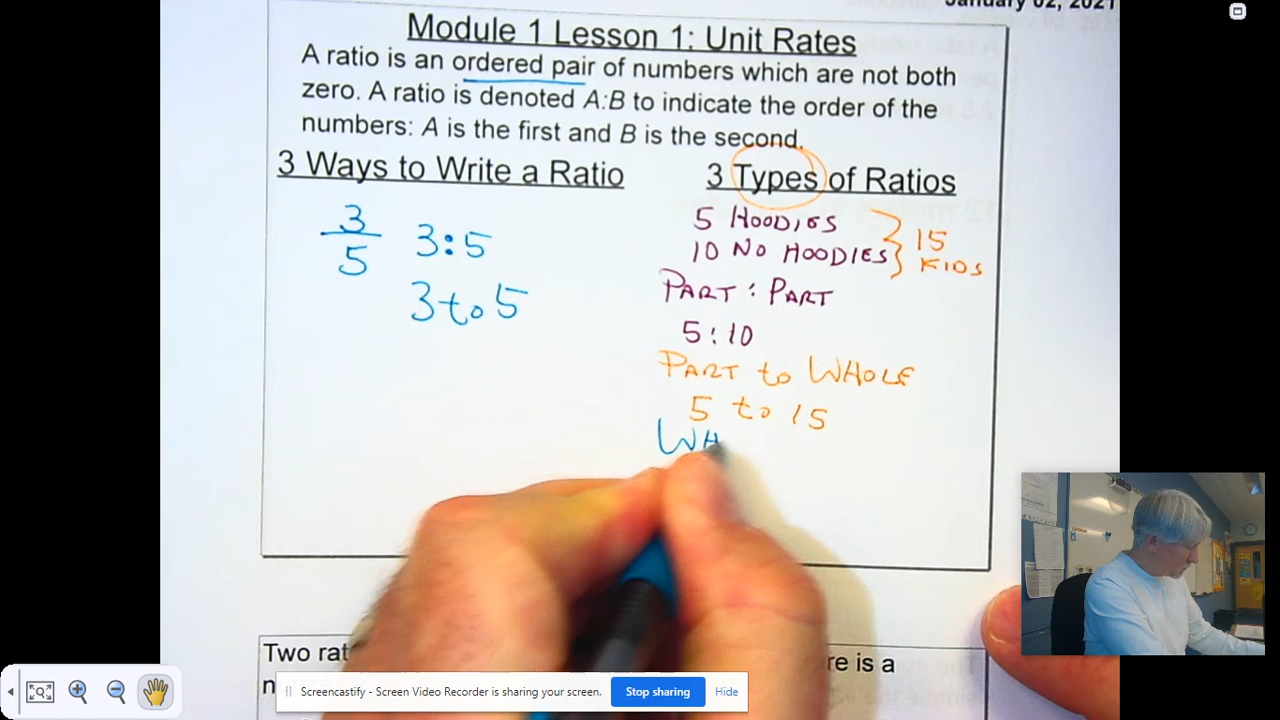 January 02, 2021
Module 1 Lesson 1: Unit Rates
A ratio is an ordered pair of numbers which are not both
zero. A ratio is denoted A:B to indicate the order of the
numbers: A is the first and B is the second.
3 Ways to Write a Ratio
3
5
3:5
3 to 5
3 Types of Ratios
5 HOODIES
10 NO HOODIES
15
KIDS
PART : PART
5:10
PART to WHOLE
5 to 15
WH
Two rat
re is a
n
Screencastify - Screen Video Recorder is sharing your screen.
Stop sharing
Hide